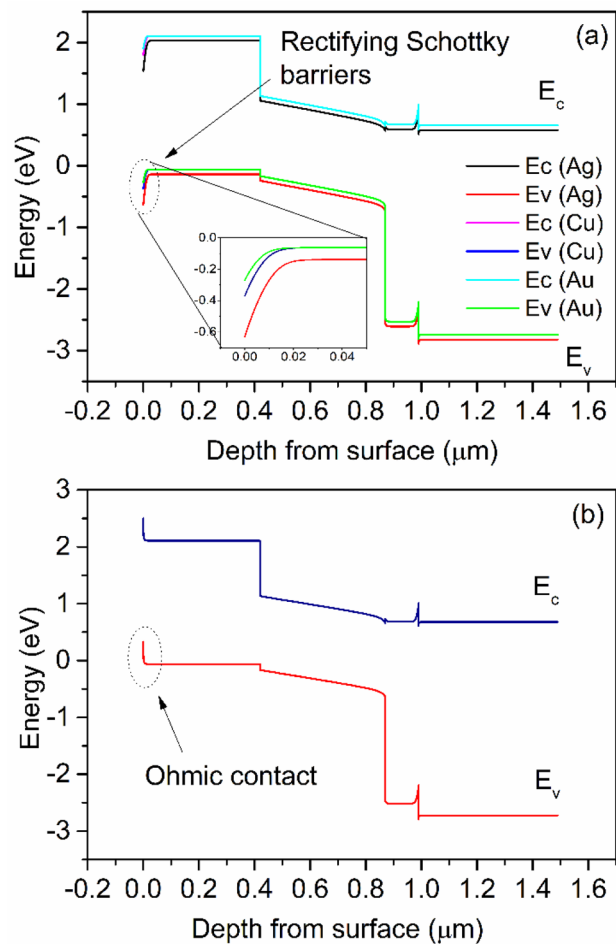 (a)
Rectifying Schottky
barriers
E_c
Ec (Ag)
Ev (Ag)
Ec (Cu)
Ev (Cu)
Ec (Au
Ev (Au)
E_v
Energy (eV)
2
1
0
-1
-2
-3
0.0
-0.2
-0.4
-0.6
0.00 0.02 0.04
-0.2 0.0 0.2 0.4 0.6 0.8 1.0 1.2 1.4 1.6
Depth from surface (μm)
(b)
E_c
Ohmic contact
E_v
Energy (eV)
3
2
1
0
-1
-2
-3
-0.2 0.0 0.2 0.4 0.6 0.8 1.0 1.2 1.4 1.6
Depth from surface (μm)